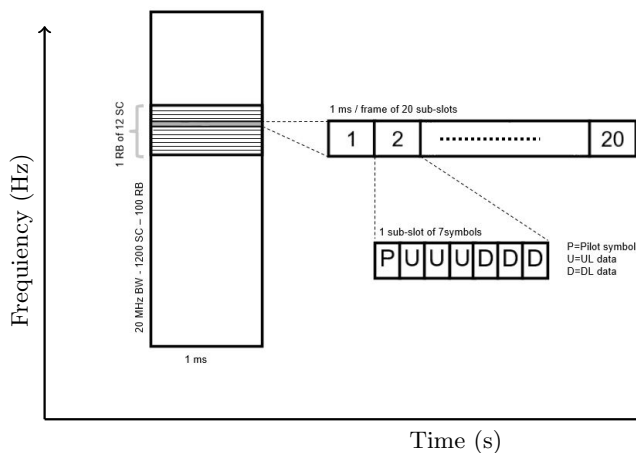 1 ms / frame of 20 sub-slots
1 RB of 12 SC
1 2 20
1 sub-slot of 7symbols
P U U U D D D
P=Pilot symbol
U=UL data
D=DL data
20 MHz BW - 1200 SC – 100 RB
1 ms
Frequiency (Hz)
Time (s)